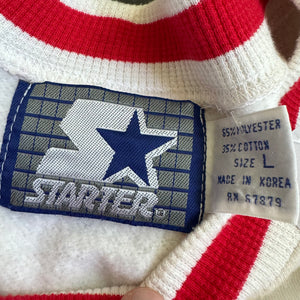 STARTER®
65% POLYESTER
35% COTTON
SIZE L
MADE IN KOREA
RN 67879